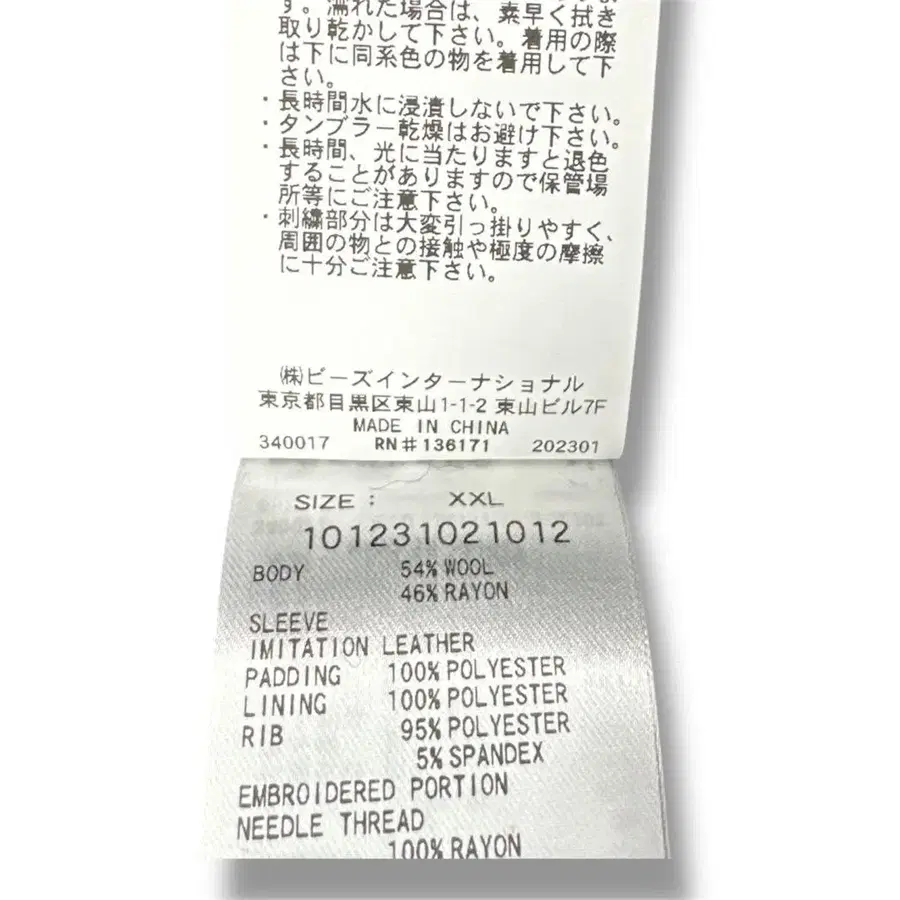 す。濡れた場合は、素早く拭き
取り乾かして下さい。着用の際
は下に同系色の物を着用して下
さい。
・長時間水に浸漬しないで下さい。
・タンブラー乾燥はお避け下さい。
・長時間、光に当たりますと退色
することがありますので保管場
所等にご注意下さい。
・刺繍部分は大変引っ掛りやすく、
周囲の物との接触や極度の摩擦
に十分ご注意下さい。
㈱ビーズインターナショナル
東京都目黒区東山1-1-2 東山ビル7F
MADE IN CHINA
340017 RN#136171 202301
SIZE : XXL
101231021012
BODY 54% WOOL
46% RAYON
SLEEVE
IMITATION LEATHER
PADDING 100% POLYESTER
LINING 100% POLYESTER
RIB 95% POLYESTER
5% SPANDEX
EMBROIDERED PORTION
NEEDLE THREAD
100% RAYON